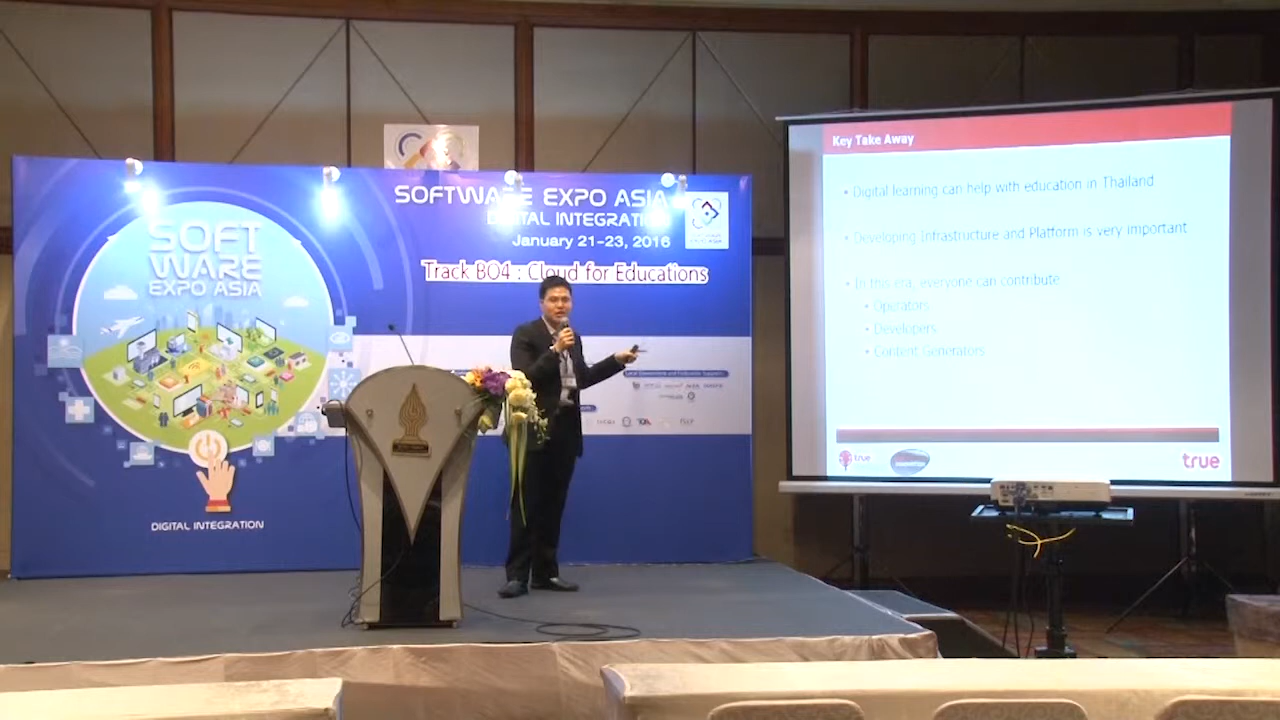 SOFT
WARE
EXPO ASIA
DIGITAL INTEGRATION
SOFTWARE EXPO ASIA
DIGITAL INTEGRATION
January 21-23, 2016
Track B04 : Cloud for Educations
Key Take Away
• Digital learning can help with education in Thailand
• Developing Infrastructure and Platform is very important
• In this era, everyone can contribute
• Operators
• Developers
• Content Generators
true
true